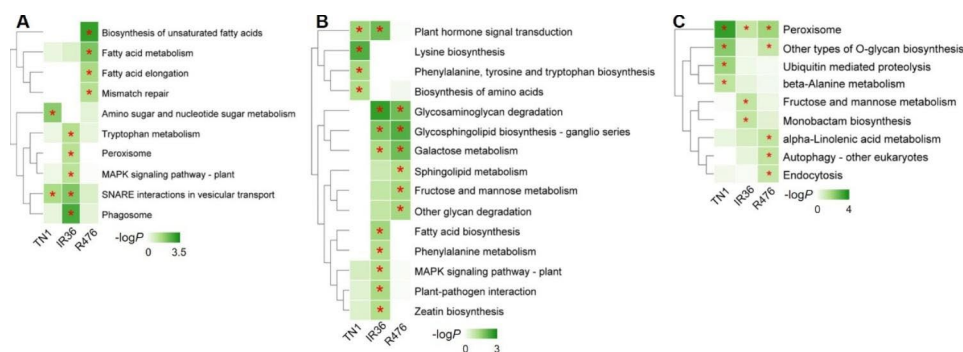 A
Biosynthesis of unsaturated fatty acids
Fatty acid metabolism
Fatty acid elongation
Mismatch repair
Amino sugar and nucleotide sugar metabolism
Tryptophan metabolism
Peroxisome
MAPK signaling pathway - plant
SNARE interactions in vesicular transport
Phagosome
TN1
IR36
R476
-logP
0 3.5
B
Plant hormone signal transduction
Lysine biosynthesis
Phenylalanine, tyrosine and tryptophan biosynthesis
Biosynthesis of amino acids
Glycosaminoglycan degradation
Glycosphingolipid biosynthesis - ganglio series
Galactose metabolism
Sphingolipid metabolism
Fructose and mannose metabolism
Other glycan degradation
Fatty acid biosynthesis
Phenylalanine metabolism
MAPK signaling pathway - plant
Plant-pathogen interaction
Zeatin biosynthesis
TN1
IR36
R476
-logP
0 3
C
Peroxisome
Other types of O-glycan biosynthesis
Ubiquitin mediated proteolysis
beta-Alanine metabolism
Fructose and mannose metabolism
Monobactam biosynthesis
alpha-Linolenic acid metabolism
Autophagy - other eukaryotes
Endocytosis
TN1
IR36
R476
-logP
0 4